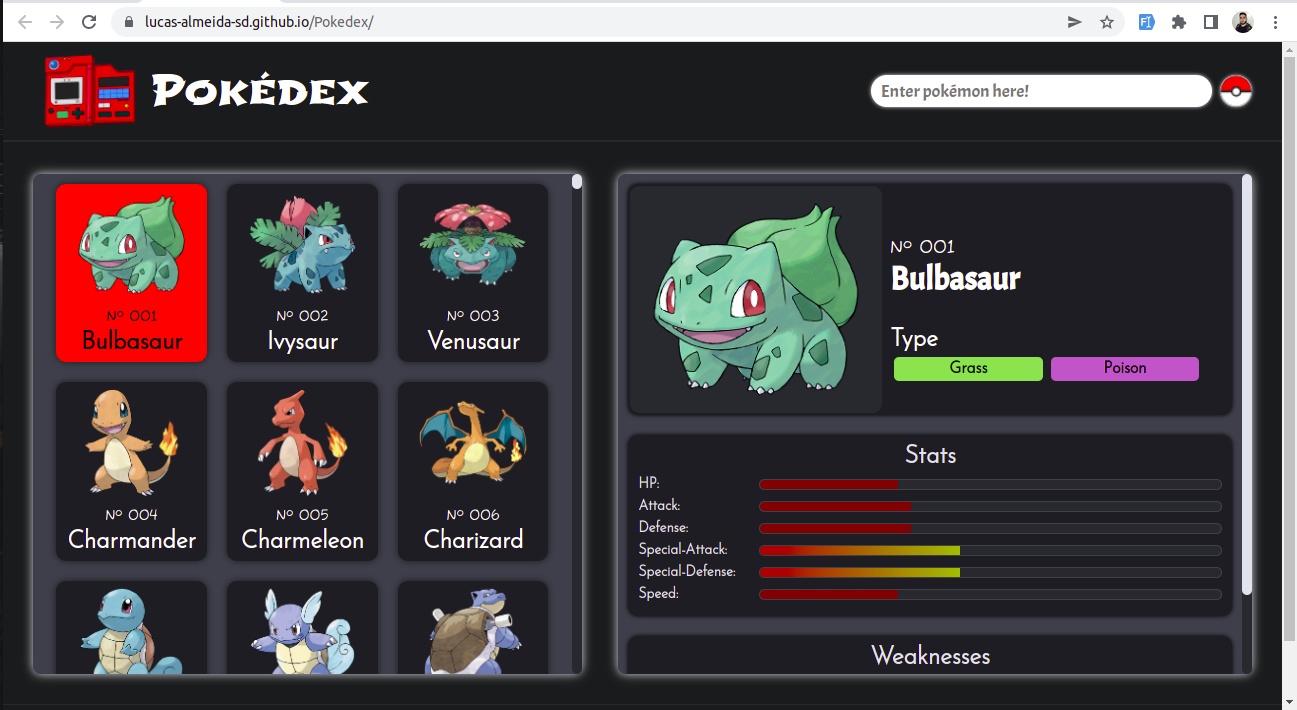 lucas-almeida-sd.github.io/Pokedex/
Pokédex
Enter pokémon here!
Nº 001
Bulbasaur
Nº 002
Ivysaur
Nº 003
Venusaur
Nº 004
Charmander
Nº 005
Charmeleon
Nº 006
Charizard
Nº 001
Bulbasaur
Type
Grass
Poison
Stats
HP:
Attack:
Defense:
Special-Attack:
Special-Defense:
Speed:
Weaknesses